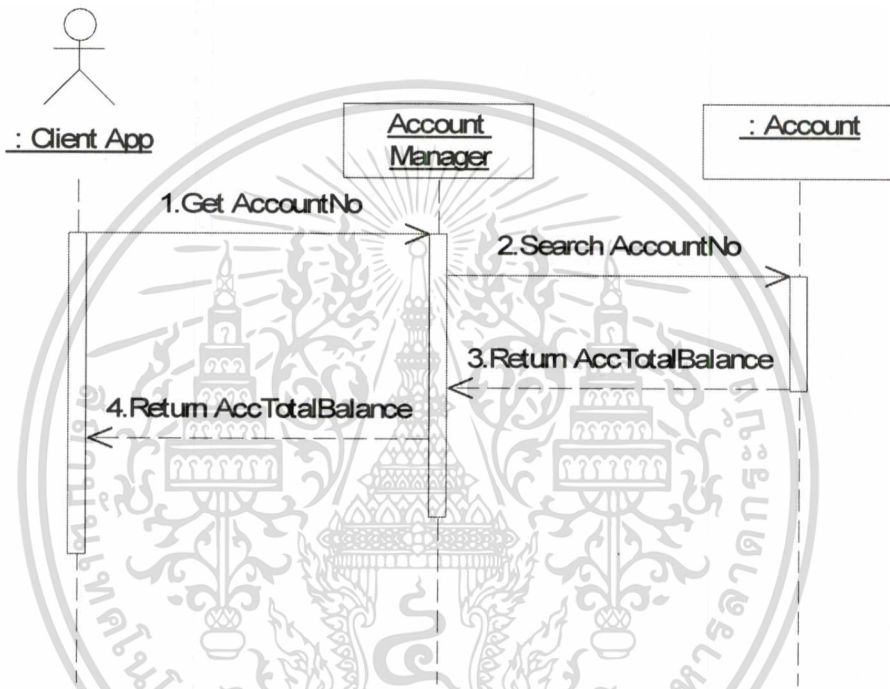 : Client App
Account
Manager
: Account
1.Get AccountNo
2.Search AccountNo
3.Return AccTotalBalance
4.Return AccTotalBalance